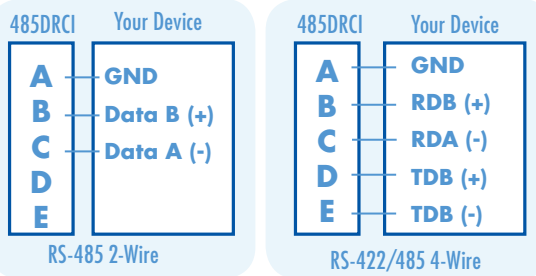 485DRCI Your Device
A GND
B Data B (+)
C Data A (-)
D
E
RS-485 2-Wire
485DRCI Your Device
A GND
B RDB (+)
C RDA (-)
D TDB (+)
E TDB (-)
RS-422/485 4-Wire